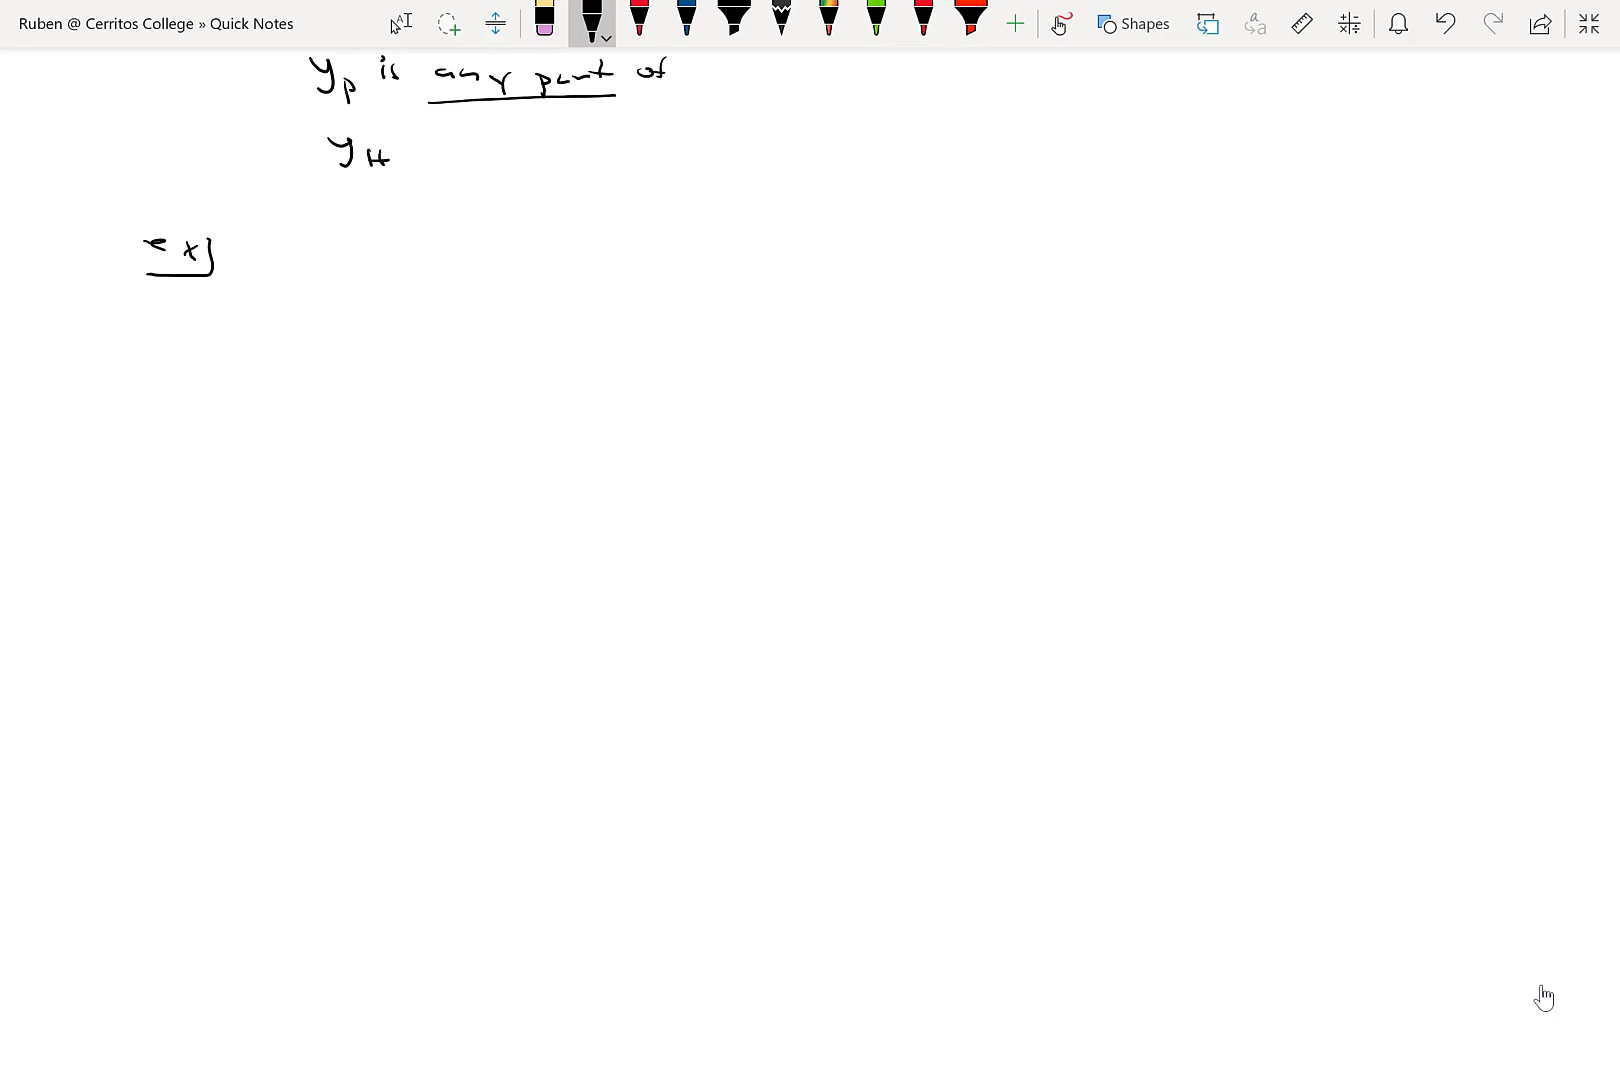 Ruben @ Cerritos College » Quick Notes
Shapes
yp is any part of
yH
ex